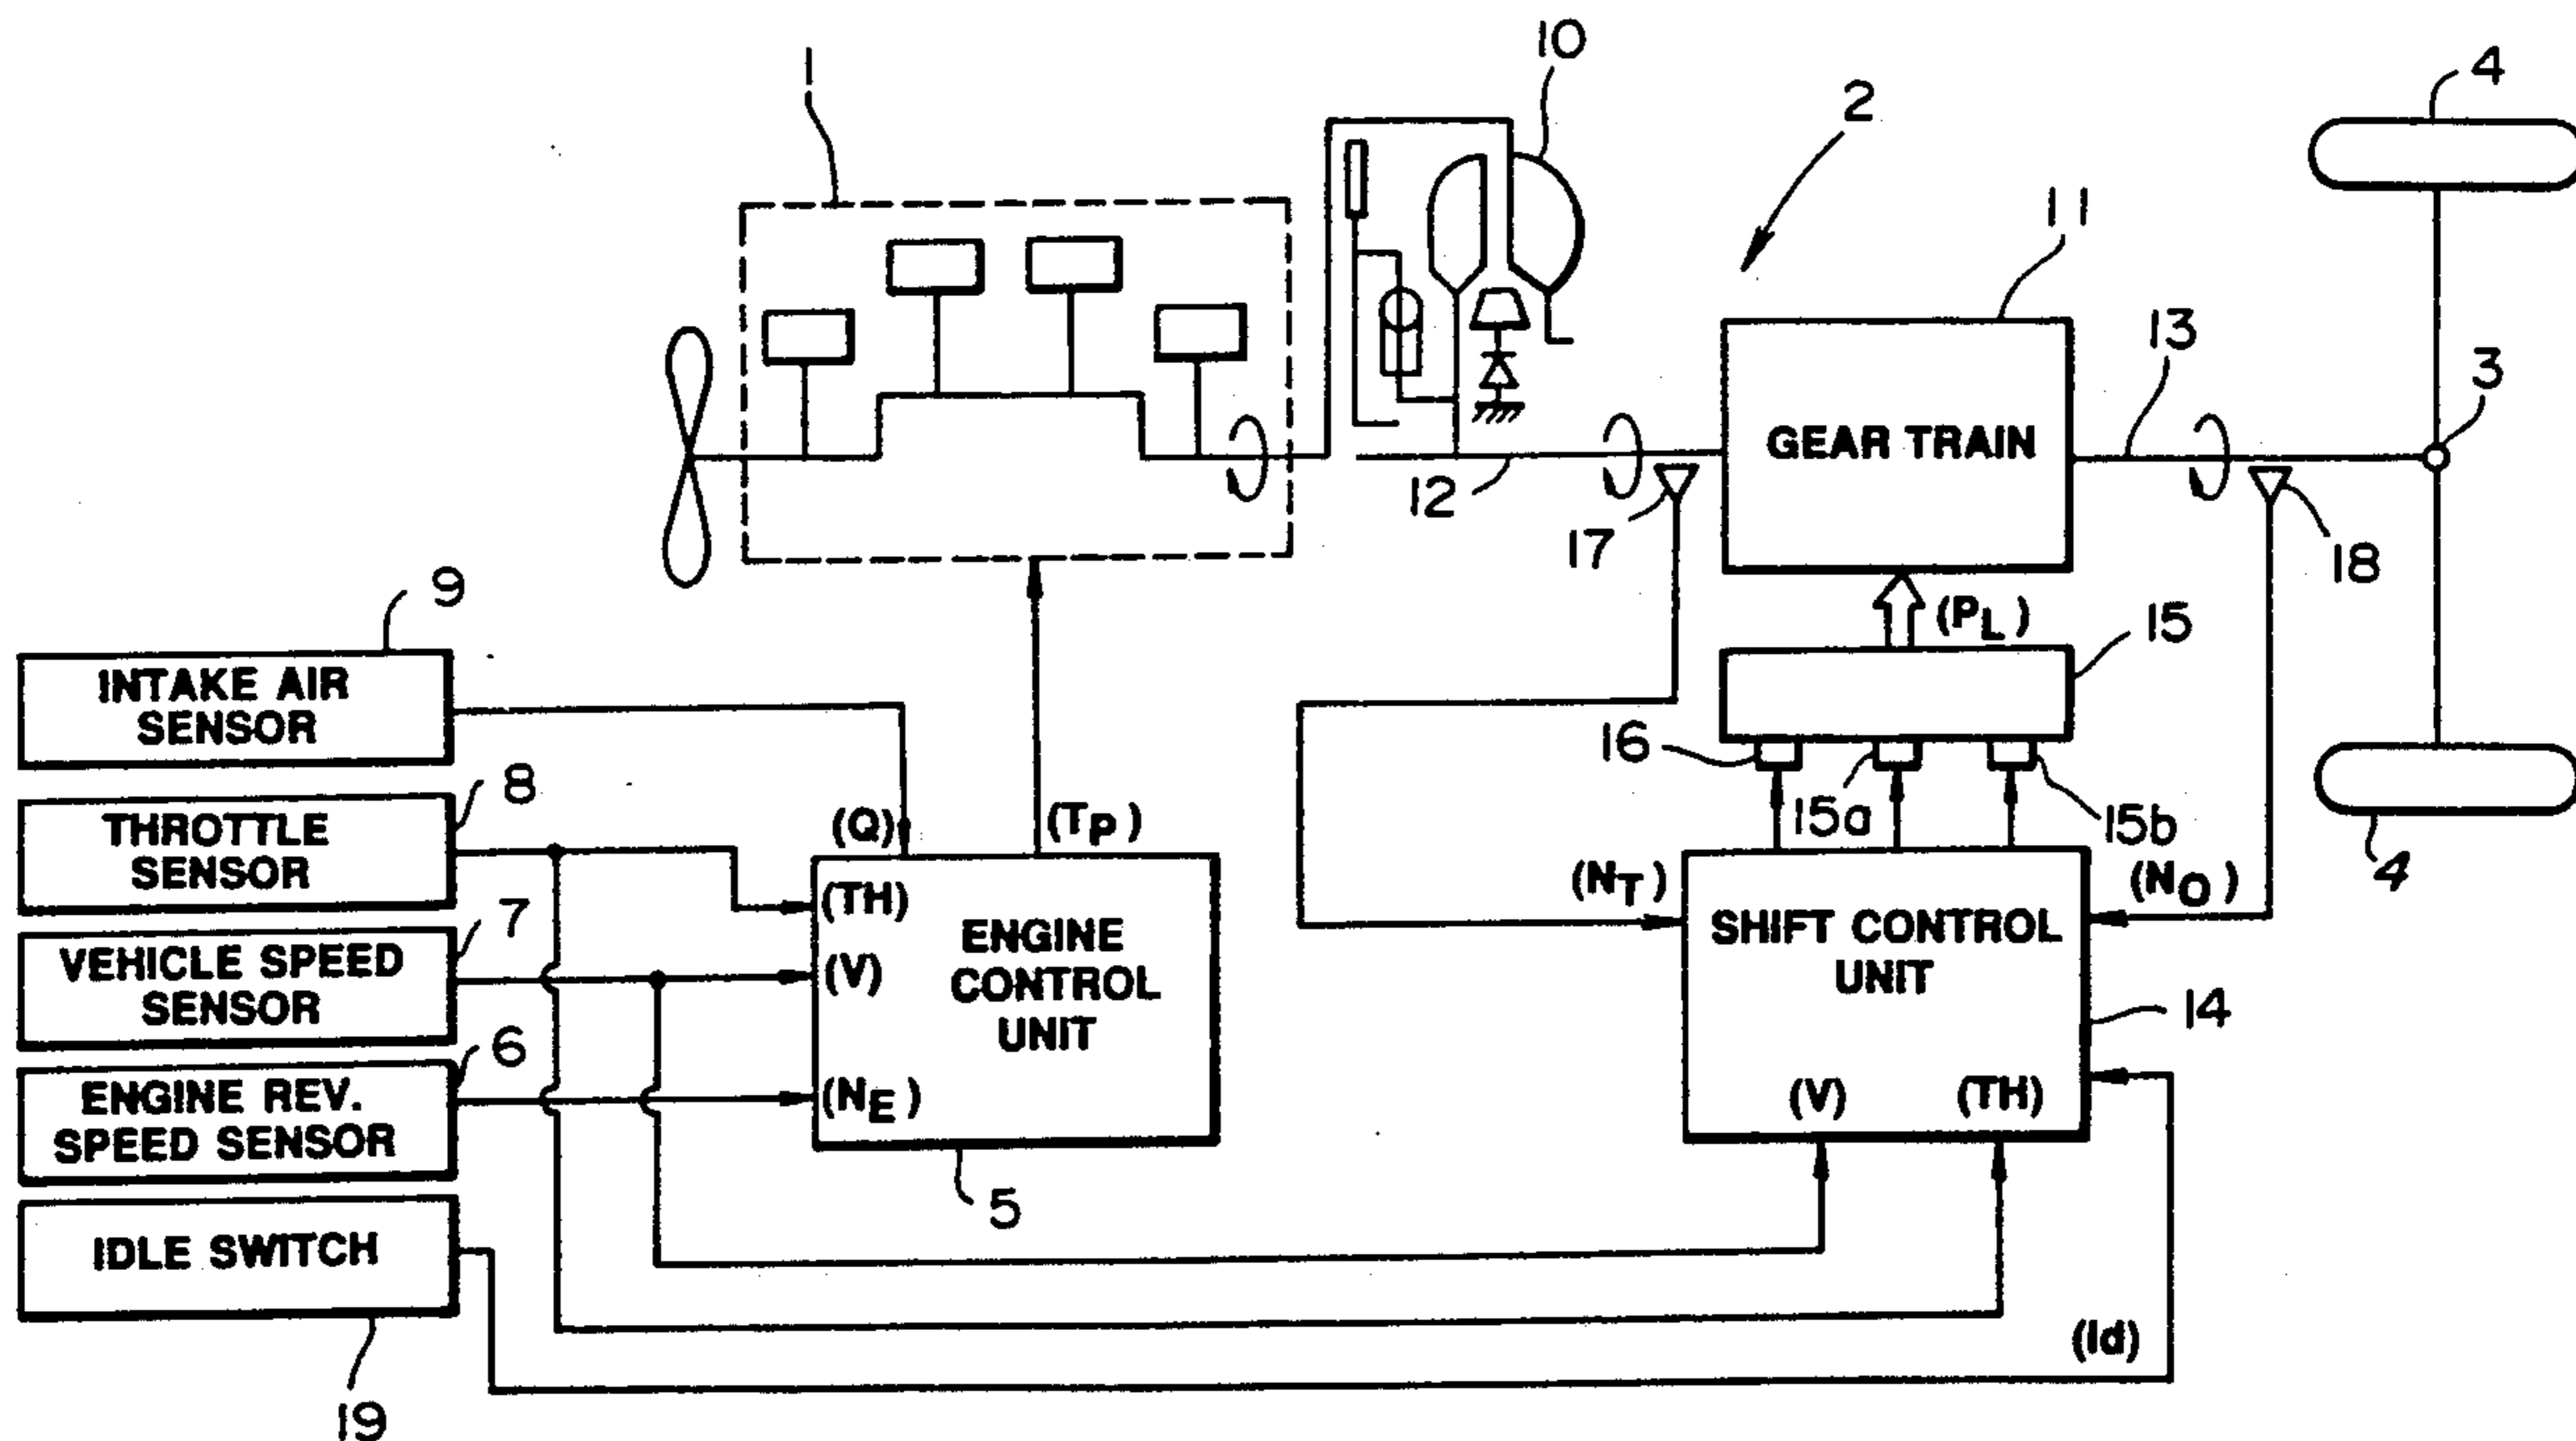 1
10
2
4
11
13
3
GEAR TRAIN
12
17
18
9
(PL)
15
INTAKE AIR
SENSOR
16
15a
15b
8
THROTTLE
SENSOR
(Q)
(TP)
(TH)
(NT)
(NO)
4
7
VEHICLE SPEED
SENSOR
(V)
ENGINE
CONTROL
UNIT
SHIFT CONTROL
UNIT
14
6
ENGINE REV.
SPEED SENSOR
(NE)
(V)
(TH)
5
IDLE SWITCH
(Id)
19